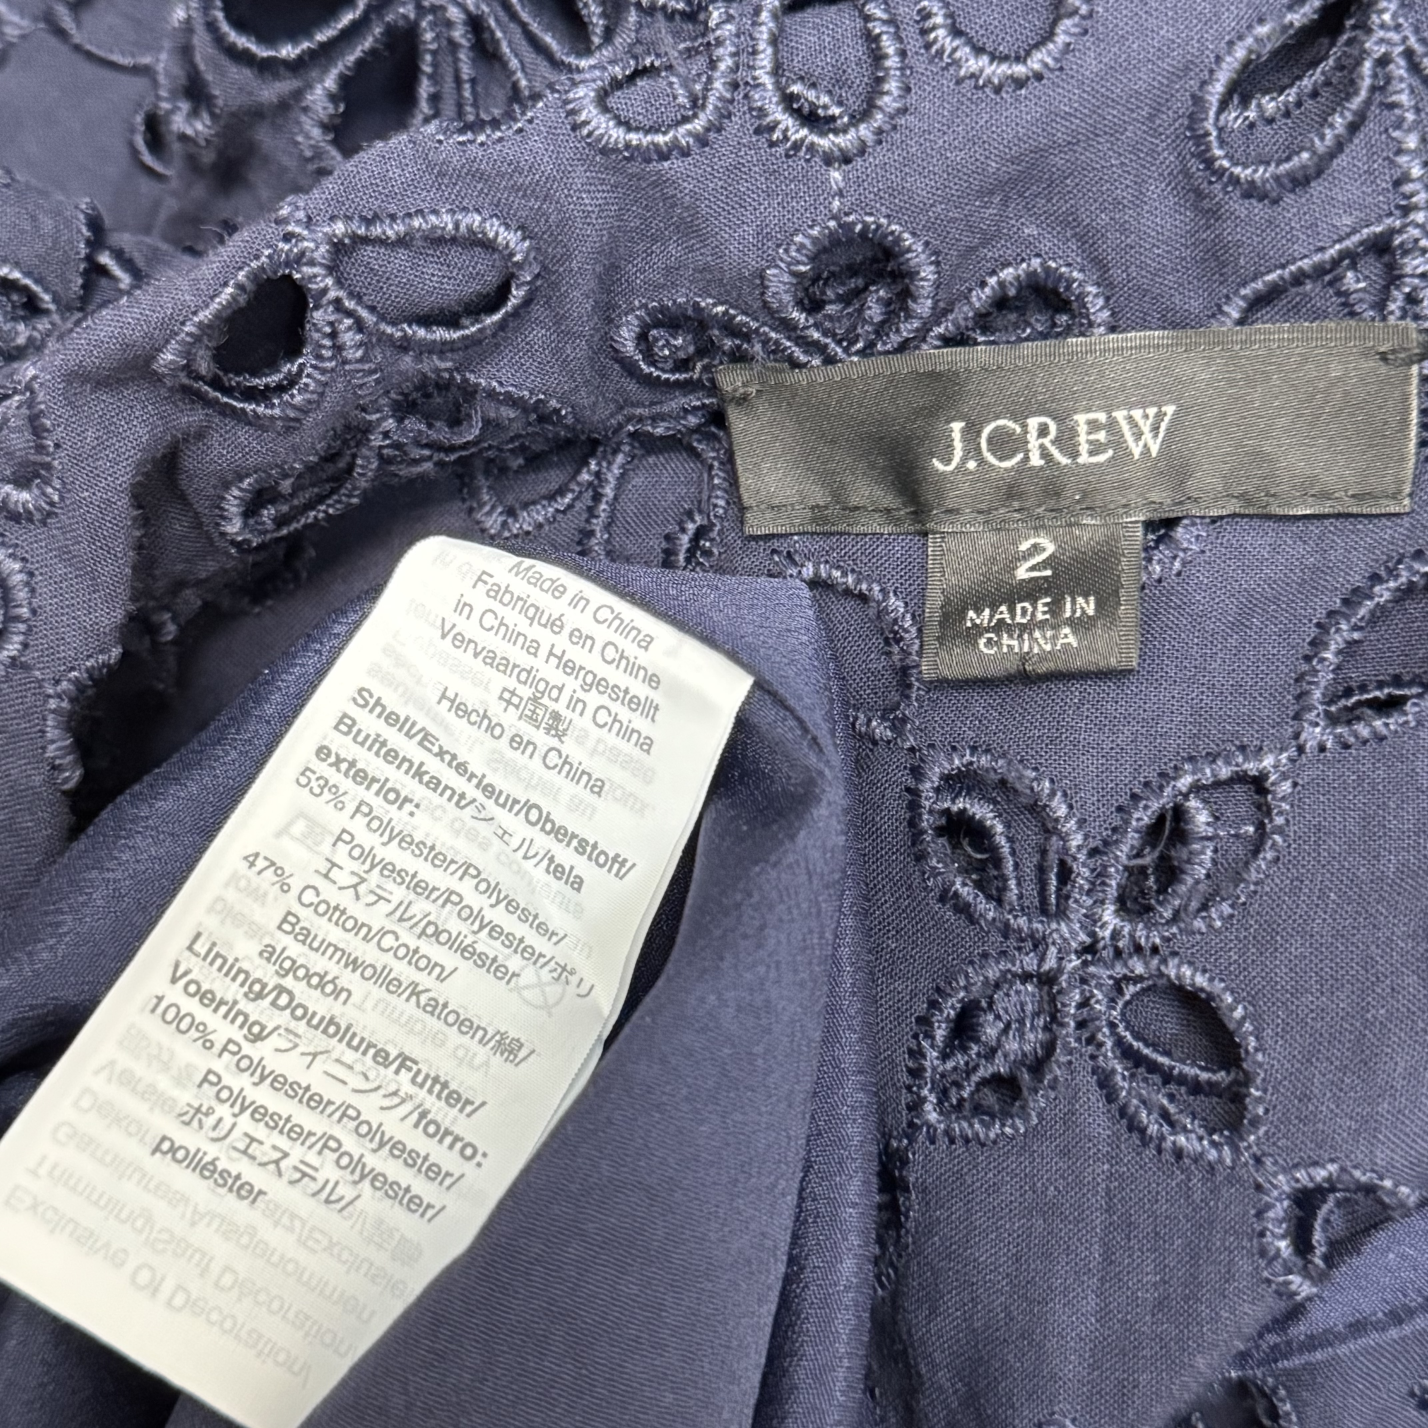 J.CREW
2
MADE IN
CHINA
Made in China
Fabriqué en Chine
in China Hergestellt
Vervaardigd in China
中国製
Hecho en China
Shell/Extérieur/Oberstoff/
Buitenkant/シェル/tela
exterior:
53% Polyester/Polyester/
Polyester/Polyester/ポリ
エステル/poliéster
47% Cotton/Coton/
Baumwolle/Katoen/綿/
algodón
Lining/Doublure/Futter/
Voering/ライニング/forro:
100% Polyester/Polyester/
Polyester/Polyester/
ポリエステル/
poliéster
Exclusive Of Decoration/